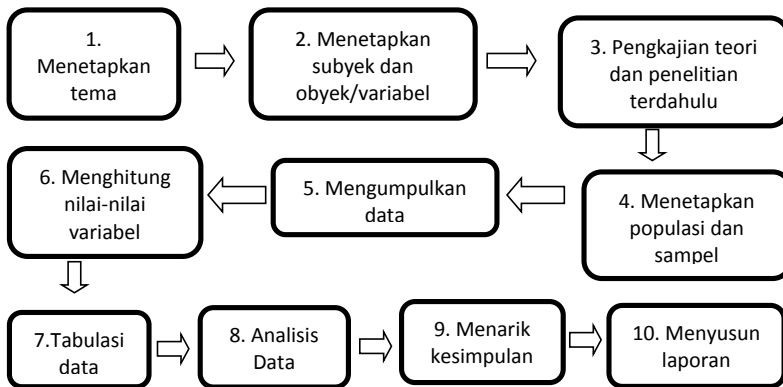 1.
Menetapkan
tema
2. Menetapkan
subyek dan
obyek/variabel
3. Pengkajian teori
dan penelitian
terdahulu
4. Menetapkan
populasi dan
sampel
5. Mengumpulkan
data
6. Menghitung
nilai-nilai
variabel
7.Tabulasi
data
8. Analisis
Data
9. Menarik
kesimpulan
10. Menyusun
laporan